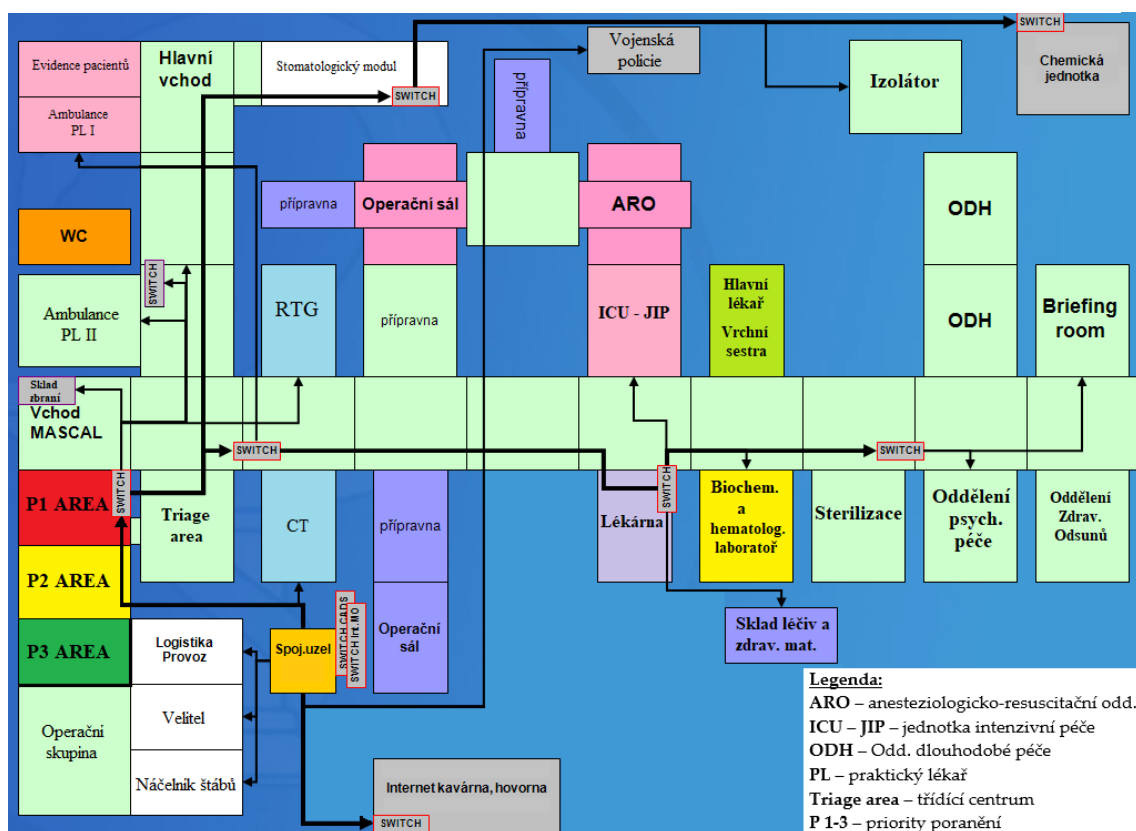 SWITCH
Vojenská
policie
Evidence pacientů
Hlavní
vchod
Stomatologický modul
Chemická
jednotka
přípravna
Izolátor
SWITCH
Ambulance
PL I
přípravna
Operační sál
ARO
ODH
WC
SWITCH
Ambulance
PL II
RTG
přípravna
ICU - JIP
Hlavní
lékař
Vrchní
sestra
ODH
Briefing
room
Sklad
zbraní
Vchod
MASCAL
SWITCH
SWITCH
P1 AREA
SWITCH
Triage
area
CT
přípravna
Lékárna
SWITCH
Biochem.
a
hematolog.
laboratoř
Sterilizace
Oddělení
psych.
péče
Oddělení
Zdrav.
Odsunů
P2 AREA
P3 AREA
Logistika
Provoz
Spoj.uzel
SWITCH CADS
SWITCH Int.MO
Operační
sál
Sklad léčiv a
zdrav. mat.
Operační
skupina
Velitel
Náčelník štábů
Internet kavárna, hovorna
SWITCH
Legenda:
ARO – anesteziologicko-resuscitační odd.
ICU – JIP – jednotka intenzivní péče
ODH – Odd. dlouhodobé péče
PL – praktický lékař
Triage area – třídící centrum
P 1-3 – priority poranění